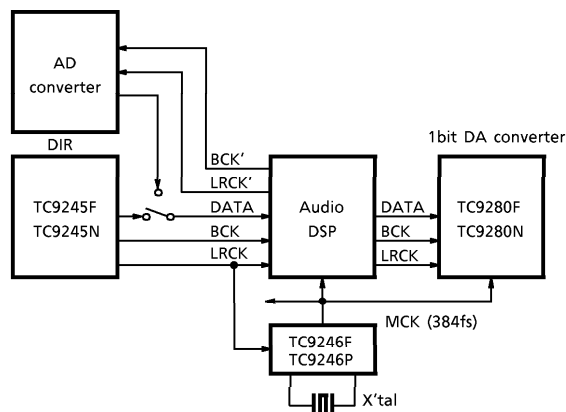 AD
converter
DIR
1bit DA converter
BCK’
LRCK’
TC9245F
TC9245N
DATA
BCK
LRCK
Audio
DSP
DATA
BCK
LRCK
TC9280F
TC9280N
MCK (384fs)
TC9246F
TC9246P
X’tal